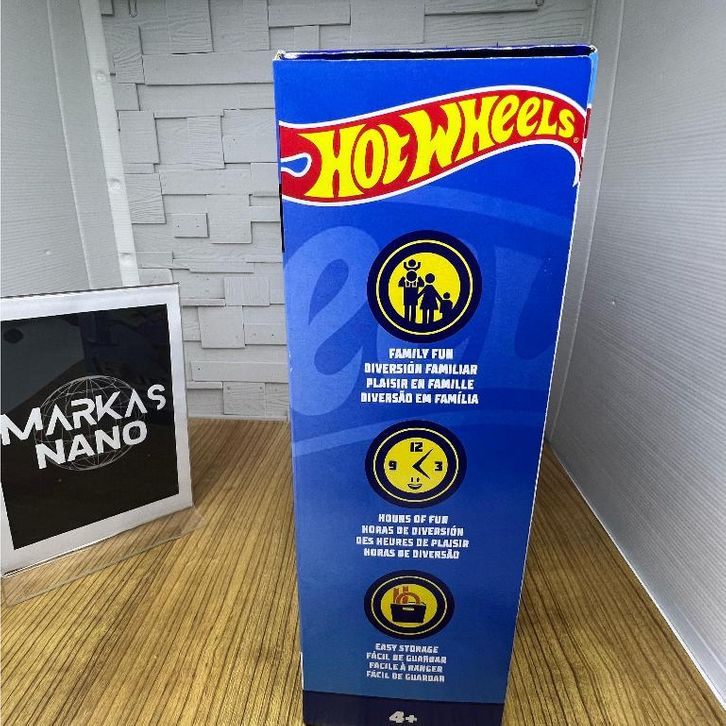 HOT WHEELS
FAMILY FUN
DIVERSIÓN FAMILIAR
PLAISIR EN FAMILLE
DIVERSÃO EM FAMÍLIA
12
9 3
HOURS OF FUN
HORAS DE DIVERSIÓN
DES HEURES DE PLAISIR
HORAS DE DIVERSÃO
EASY STORAGE
FÁCIL DE GUARDAR
FACILE À RANGER
FÁCIL DE GUARDAR
4+
MARKAS
NANO